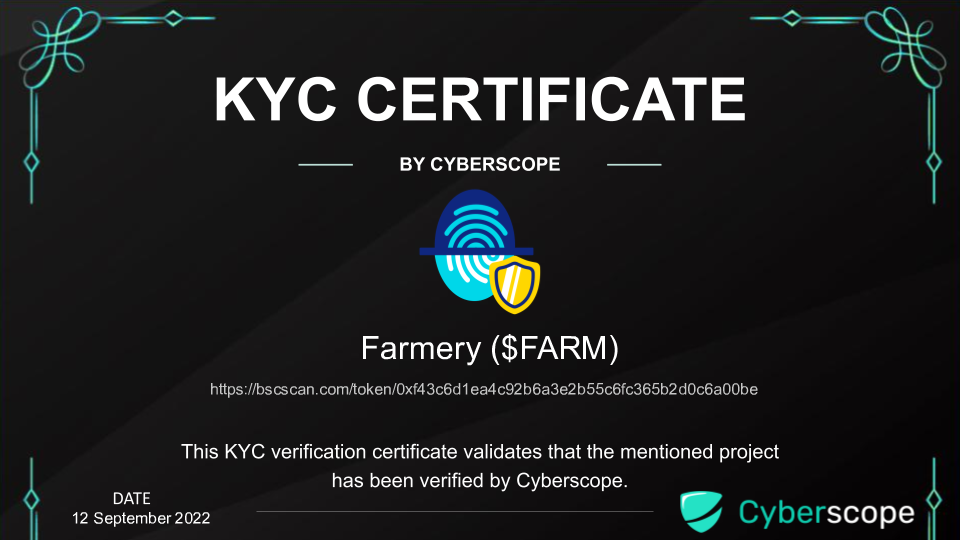 KYC CERTIFICATE
BY CYBERSCOPE
Farmery ($FARM)
https://bscscan.com/token/0xf43c6d1ea4c92b6a3e2b55c6fc365b2d0c6a00be
This KYC verification certificate validates that the mentioned project
has been verified by Cyberscope.
DATE
12 September 2022
Cyberscope